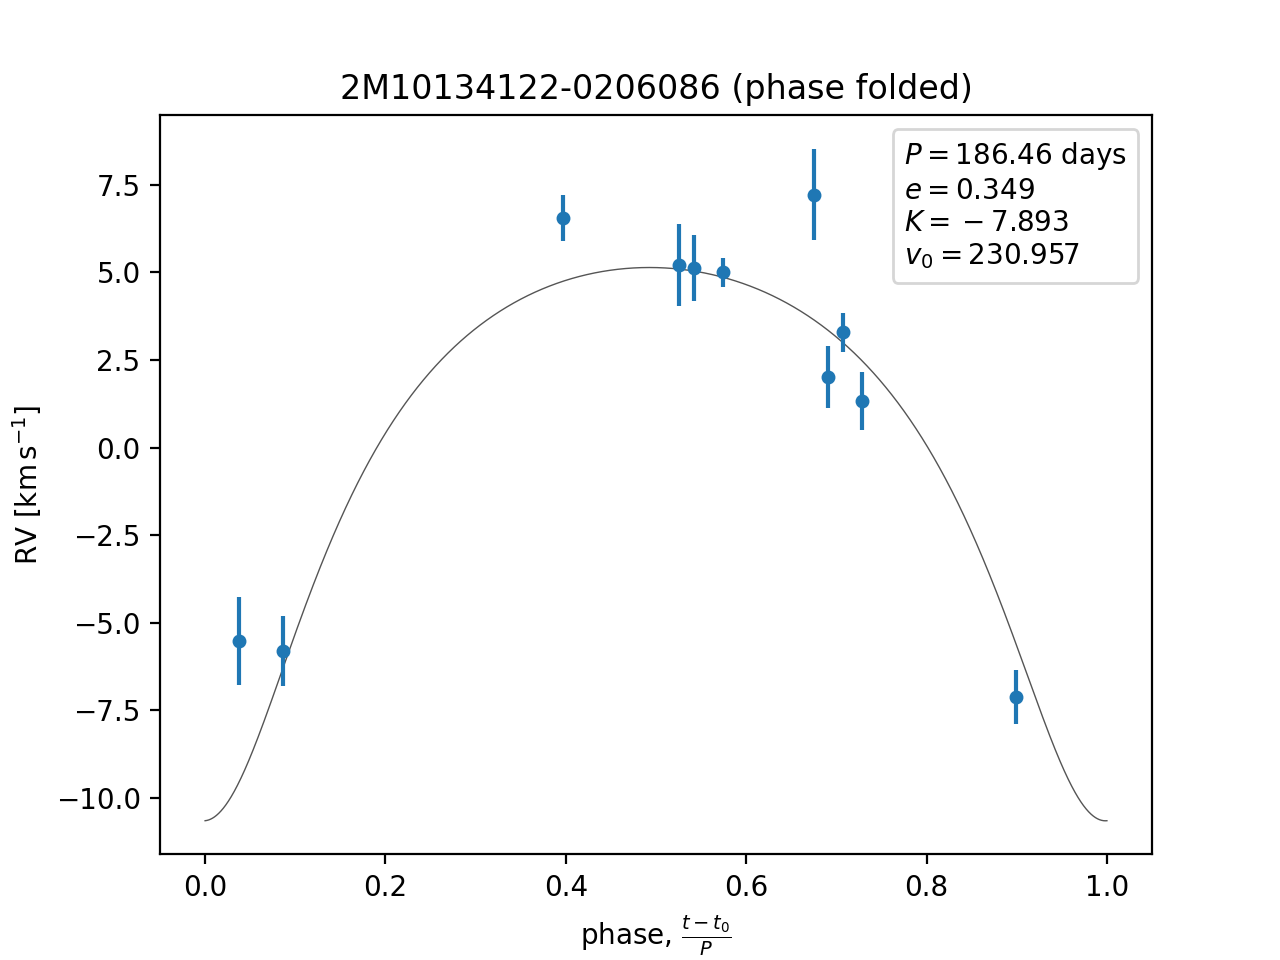 2M10134122-0206086 (phase folded)
P = 186.46 days
e = 0.349
K = −7.893
v₀ = 230.957
RV [km s⁻¹]
7.5
5.0
2.5
0.0
−2.5
−5.0
−7.5
−10.0
0.0 0.2 0.4 0.6 0.8 1.0
phase, (t − t₀)/P